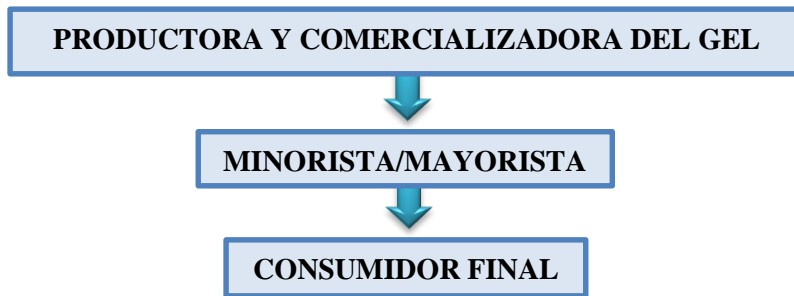 PRODUCTORA Y COMERCIALIZADORA DEL GEL
MINORISTA/MAYORISTA
CONSUMIDOR FINAL